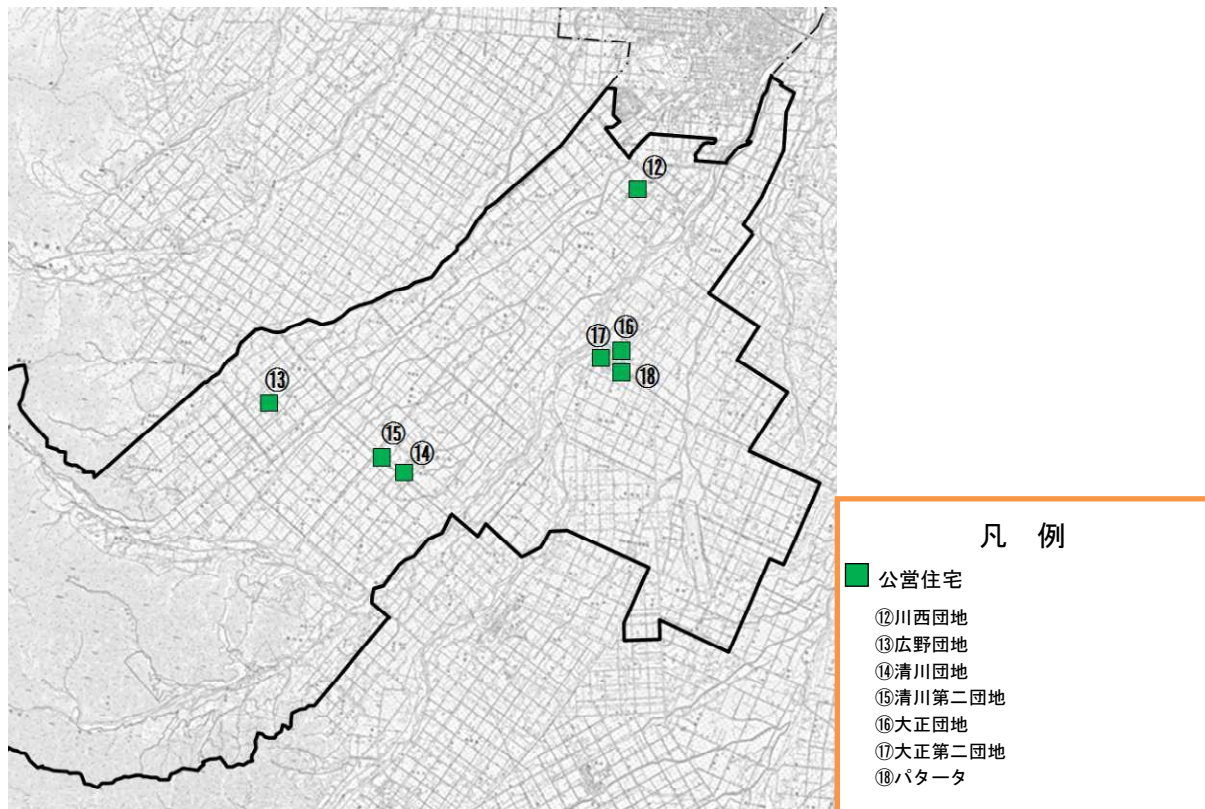 ⑫
⑰
⑯
⑱
⑬
⑮
⑭
凡 例
公営住宅
⑫川西団地
⑬広野団地
⑭清川団地
⑮清川第二団地
⑯大正団地
⑰大正第二団地
⑱パタータ